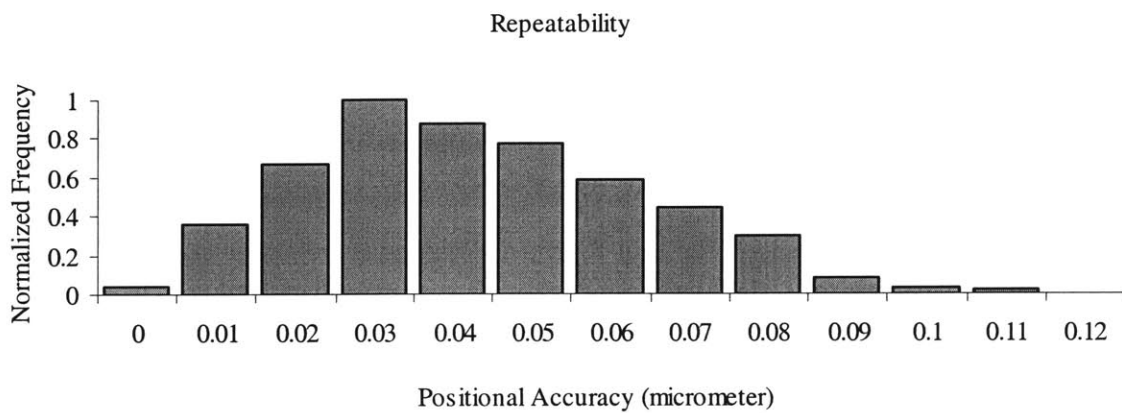 Repeatability
Normalized Frequency
1
0.8
0.6
0.4
0.2
0
0 0.01 0.02 0.03 0.04 0.05 0.06 0.07 0.08 0.09 0.1 0.11 0.12
Positional Accuracy (micrometer)